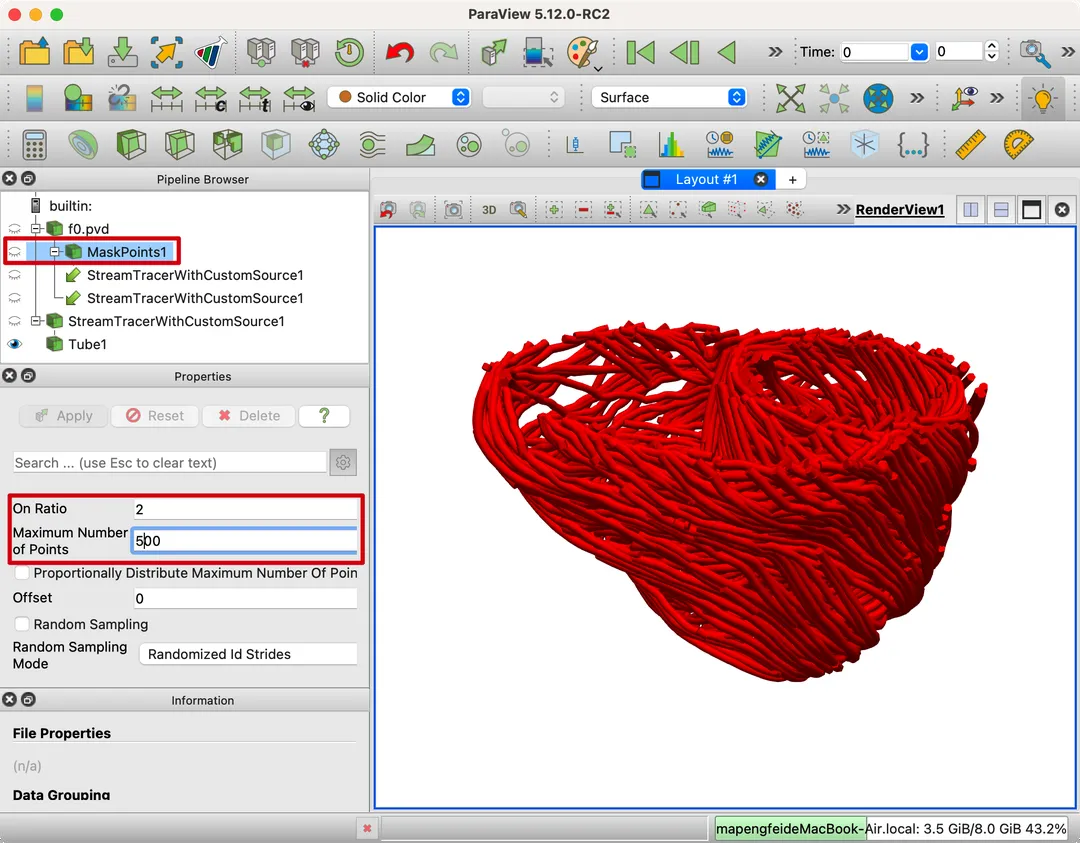 ParaView 5.12.0-RC2
Time: 0 0
Solid Color Surface
Pipeline Browser
Layout #1 +
3D RenderView1
builtin:
f0.pvd
MaskPoints1
StreamTracerWithCustomSource1
StreamTracerWithCustomSource1
StreamTracerWithCustomSource1
Tube1
Properties
Apply Reset Delete ?
Search ... (use Esc to clear text)
On Ratio 2
Maximum Number
of Points 500
Proportionally Distribute Maximum Number Of Poin
Offset 0
Random Sampling
Random Sampling
Mode Randomized Id Strides
Information
File Properties
(n/a)
Data Grouping
mapengfeideMacBook-Air.local: 3.5 GiB/8.0 GiB 43.2%